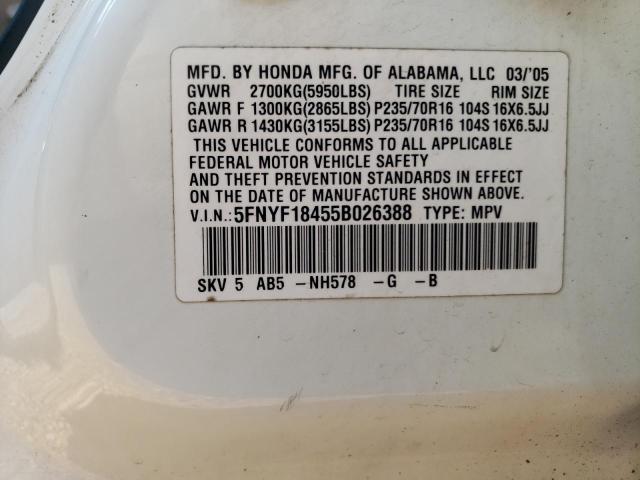 MFD. BY HONDA MFG. OF ALABAMA, LLC 03/'05
GVWR 2700KG(5950LBS) TIRE SIZE RIM SIZE
GAWR F 1300KG(2865LBS) P235/70R16 104S 16X6.5JJ
GAWR R 1430KG(3155LBS) P235/70R16 104S 16X6.5JJ
THIS VEHICLE CONFORMS TO ALL APPLICABLE
FEDERAL MOTOR VEHICLE SAFETY
AND THEFT PREVENTION STANDARDS IN EFFECT
ON THE DATE OF MANUFACTURE SHOWN ABOVE.
V.I.N.: 5FNYF18455B026388 TYPE: MPV
SKV 5 AB5 -NH578 -G -B